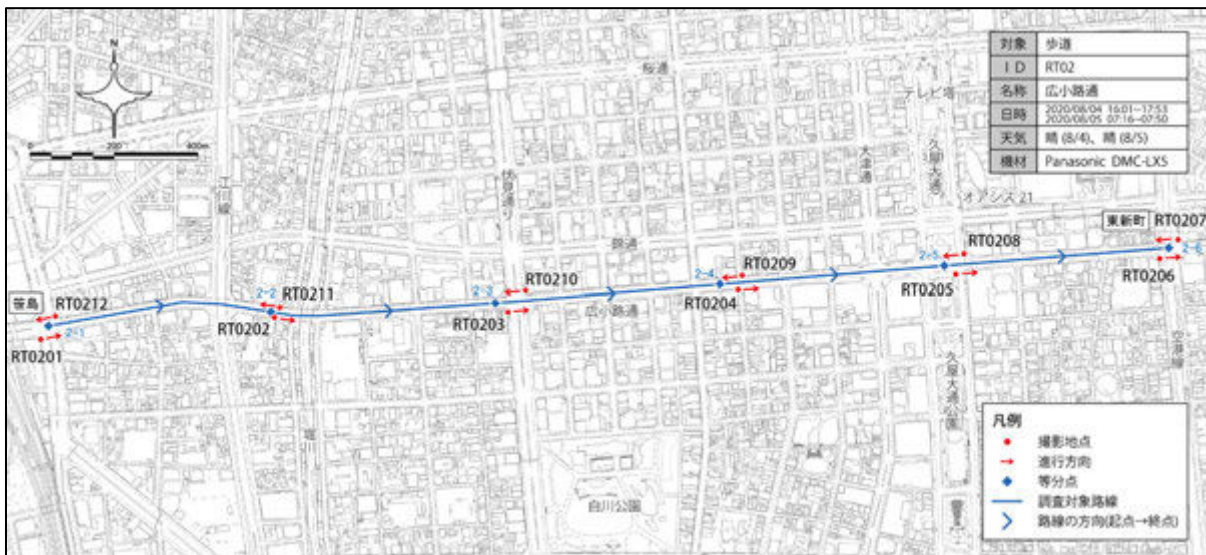 N
0 200 400m
対象 歩道
ID RT02
名称 広小路通
日時 2020/08/04 16:01~17:53
2020/08/05 07:16~07:50
天気 晴 (8/4)、晴 (8/5)
機材 Panasonic DMC-LX5
桜通
テレビ塔
久屋大通
大津通
伏見通り
オアシス21
錦通
東新町
RT0207
2-6
RT0206
RT0208
2-5
RT0205
RT0209
2-4
RT0204
RT0210
2-3
RT0203
広小路通
RT0211
2-2
RT0202
笹島
RT0212
2-1
RT0201
久屋大通公園
白川公園
凡例
撮影地点
進行方向
等分点
調査対象路線
路線の方向(起点→終点)